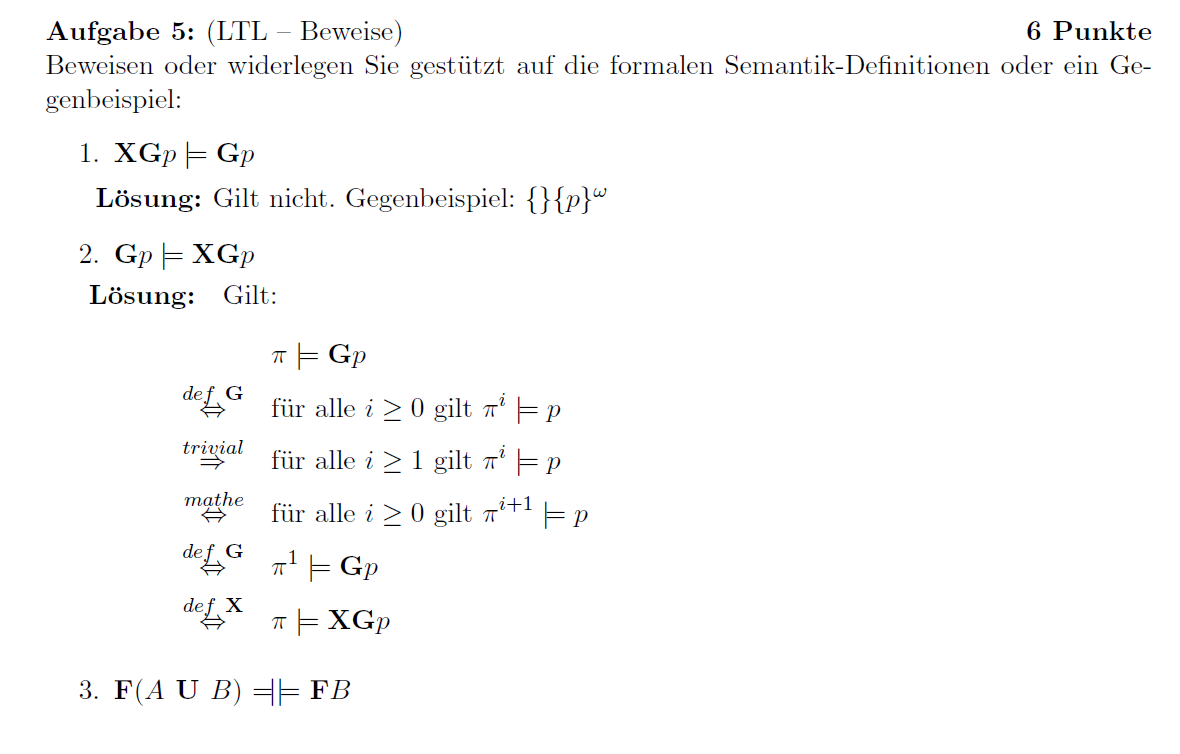 Aufgabe 5: (LTL – Beweise) 6 Punkte
Beweisen oder widerlegen Sie gestützt auf die formalen Semantik-Definitionen oder ein Ge-
genbeispiel:
1. XGp ⊨ Gp
Lösung: Gilt nicht. Gegenbeispiel: {}{p}^ω
2. Gp ⊨ XGp
Lösung: Gilt:
π ⊨ Gp
def G ⇔ für alle i ≥ 0 gilt π^i ⊨ p
trivial ⇒ für alle i ≥ 1 gilt π^i ⊨ p
mathe ⇔ für alle i ≥ 0 gilt π^{i+1} ⊨ p
def G ⇔ π^1 ⊨ Gp
def X ⇔ π ⊨ XGp
3. F(A U B) ⫤⊨ FB